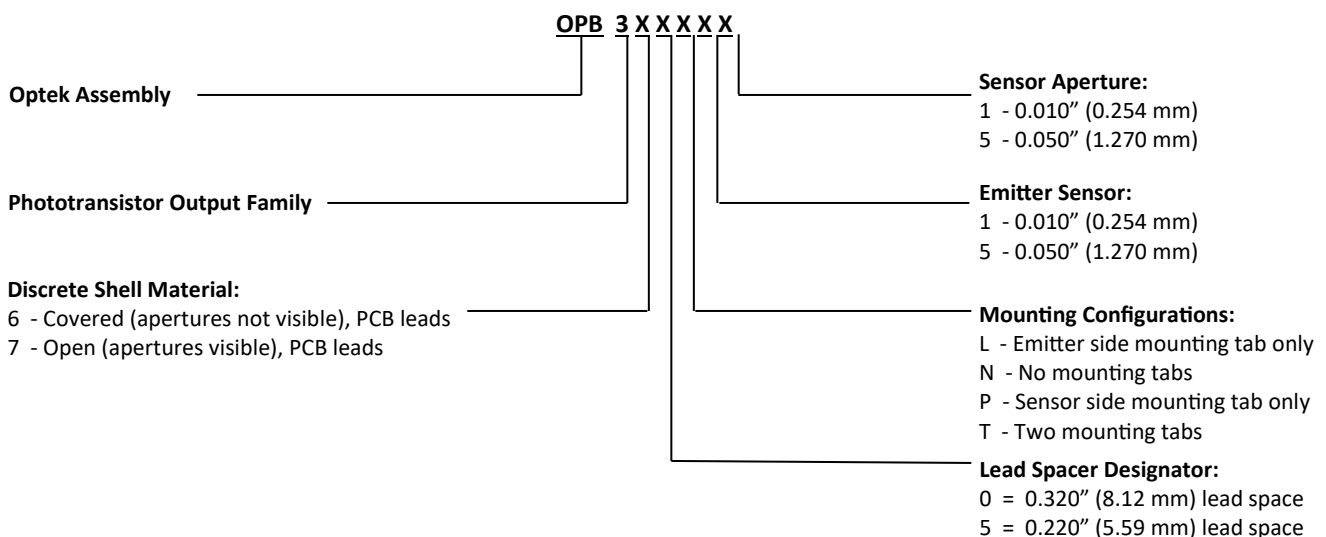 OPB 3 X X X X X
Optek Assembly
Phototransistor Output Family
Discrete Shell Material:
6 - Covered (apertures not visible), PCB leads
7 - Open (apertures visible), PCB leads
Sensor Aperture:
1 - 0.010” (0.254 mm)
5 - 0.050” (1.270 mm)
Emitter Sensor:
1 - 0.010” (0.254 mm)
5 - 0.050” (1.270 mm)
Mounting Configurations:
L - Emitter side mounting tab only
N - No mounting tabs
P - Sensor side mounting tab only
T - Two mounting tabs
Lead Spacer Designator:
0 = 0.320” (8.12 mm) lead space
5 = 0.220” (5.59 mm) lead space